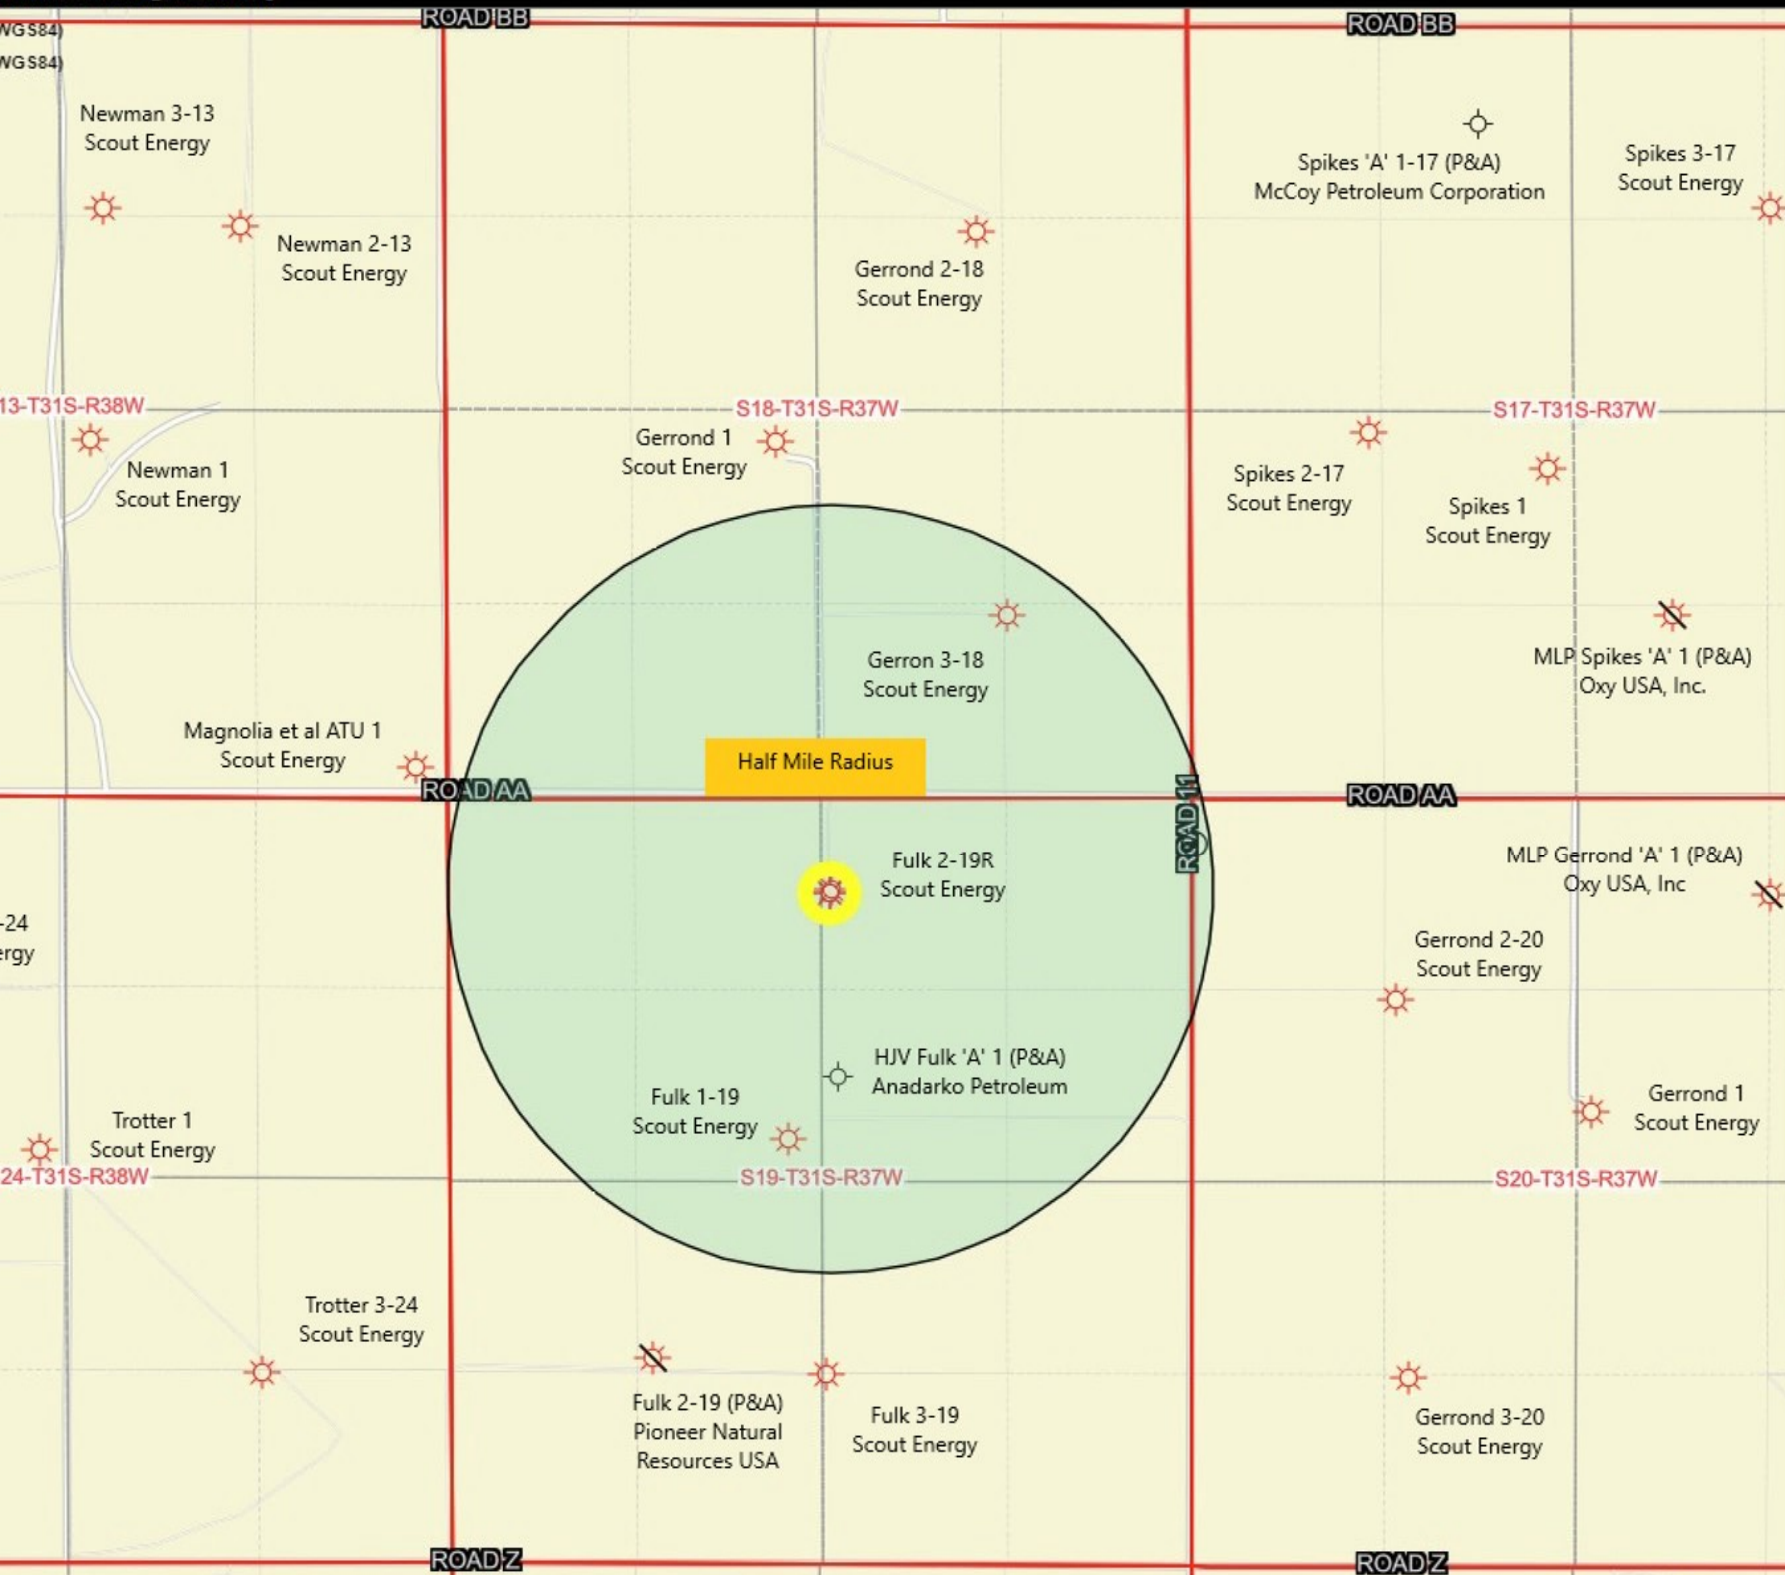 ROAD BB
ROAD BB
WGS84)
WGS84)
Newman 3-13
Scout Energy
Newman 2-13
Scout Energy
Gerrond 2-18
Scout Energy
Spikes 'A' 1-17 (P&A)
McCoy Petroleum Corporation
Spikes 3-17
Scout Energy
13-T31S-R38W
S18-T31S-R37W
S17-T31S-R37W
Newman 1
Scout Energy
Gerrond 1
Scout Energy
Spikes 2-17
Scout Energy
Spikes 1
Scout Energy
Gerron 3-18
Scout Energy
MLP Spikes 'A' 1 (P&A)
Oxy USA, Inc.
Magnolia et al ATU 1
Scout Energy
Half Mile Radius
ROAD AA
ROAD 11
ROAD AA
Fulk 2-19R
Scout Energy
MLP Gerrond 'A' 1 (P&A)
Oxy USA, Inc
-24
ergy
Gerrond 2-20
Scout Energy
HJV Fulk 'A' 1 (P&A)
Anadarko Petroleum
Fulk 1-19
Scout Energy
Trotter 1
Scout Energy
Gerrond 1
Scout Energy
24-T31S-R38W
S19-T31S-R37W
S20-T31S-R37W
Trotter 3-24
Scout Energy
Fulk 2-19 (P&A)
Pioneer Natural
Resources USA
Fulk 3-19
Scout Energy
Gerrond 3-20
Scout Energy
ROAD Z
ROAD Z